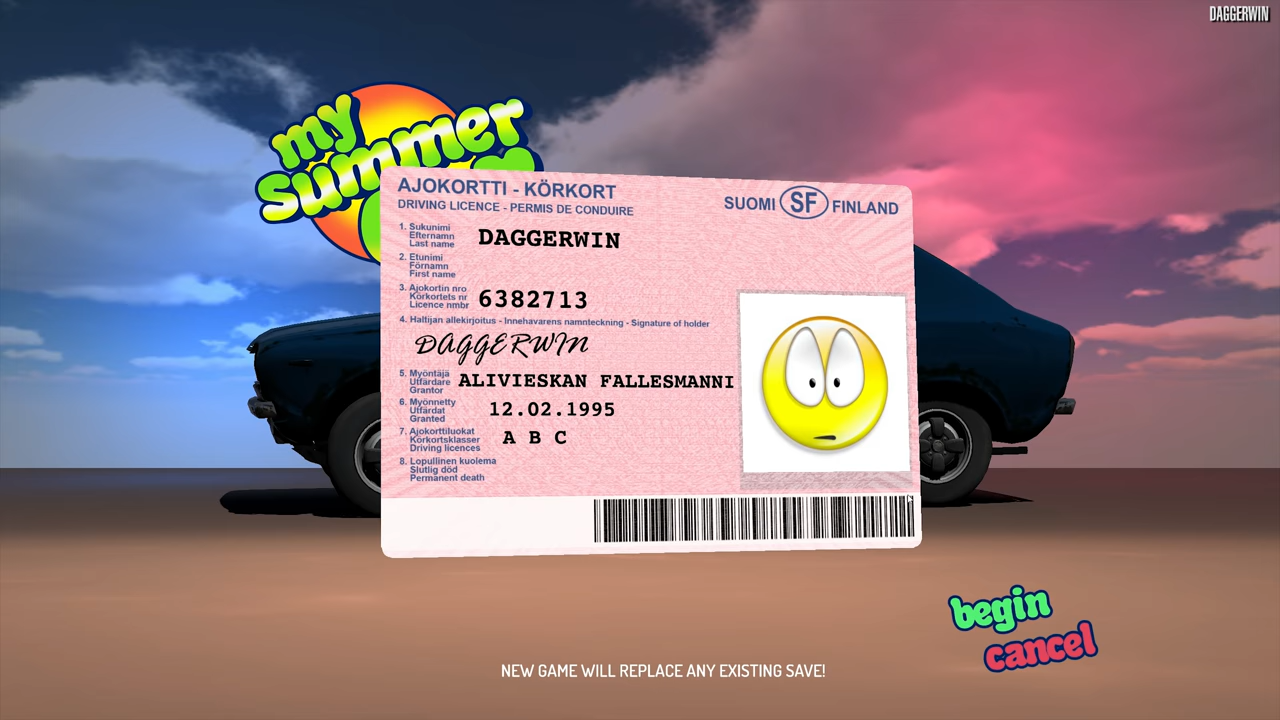 DAGGERWIN
my
summer
AJOKORTTI - KÖRKORT
DRIVING LICENCE - PERMIS DE CONDUIRE
SUOMI SF FINLAND
1. Sukunimi
Efternamn
Last name
DAGGERWIN
2. Etunimi
Förnamn
First name
3. Ajokortin nro
Körkortets nr
Licence nmbr
6382713
4. Haltijan allekirjoitus - Innehavarens namnteckning - Signature of holder
DAGGERWIN
5. Myöntäjä
Utfärdare
Grantor
ALIVIESKAN FALLESMANNI
6. Myönnetty
Utfärdat
Granted
12.02.1995
7. Ajokorttiluokat
Körkortsklasser
Driving licences
A B C
8. Lopullinen kuolema
Slutlig död
Permanent death
begin
cancel
NEW GAME WILL REPLACE ANY EXISTING SAVE!